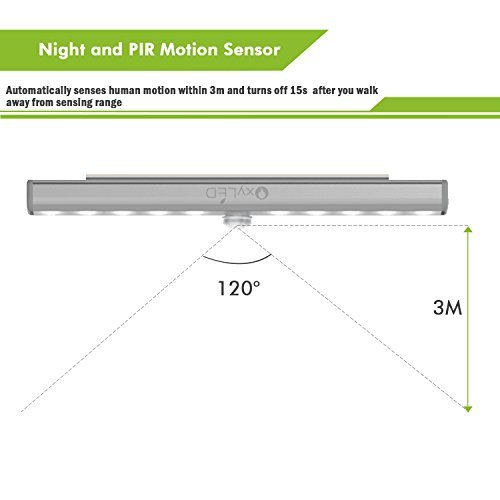 Night and PIR Motion Sensor
Automatically senses human motion within 3m and turns off 15s after you walk
away from sensing range
OxyLED
120°
3M